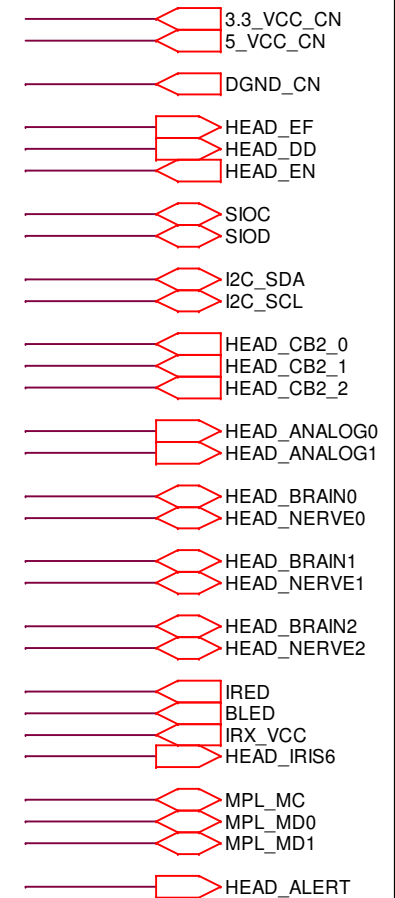 3.3_VCC_CN
5_VCC_CN
DGND_CN
HEAD_EF
HEAD_DD
HEAD_EN
SIOC
SIOD
I2C_SDA
I2C_SCL
HEAD_CB2_0
HEAD_CB2_1
HEAD_CB2_2
HEAD_ANALOG0
HEAD_ANALOG1
HEAD_BRAIN0
HEAD_NERVE0
HEAD_BRAIN1
HEAD_NERVE1
HEAD_BRAIN2
HEAD_NERVE2
IRED
BLED
IRX_VCC
HEAD_IRIS6
MPL_MC
MPL_MD0
MPL_MD1
HEAD_ALERT